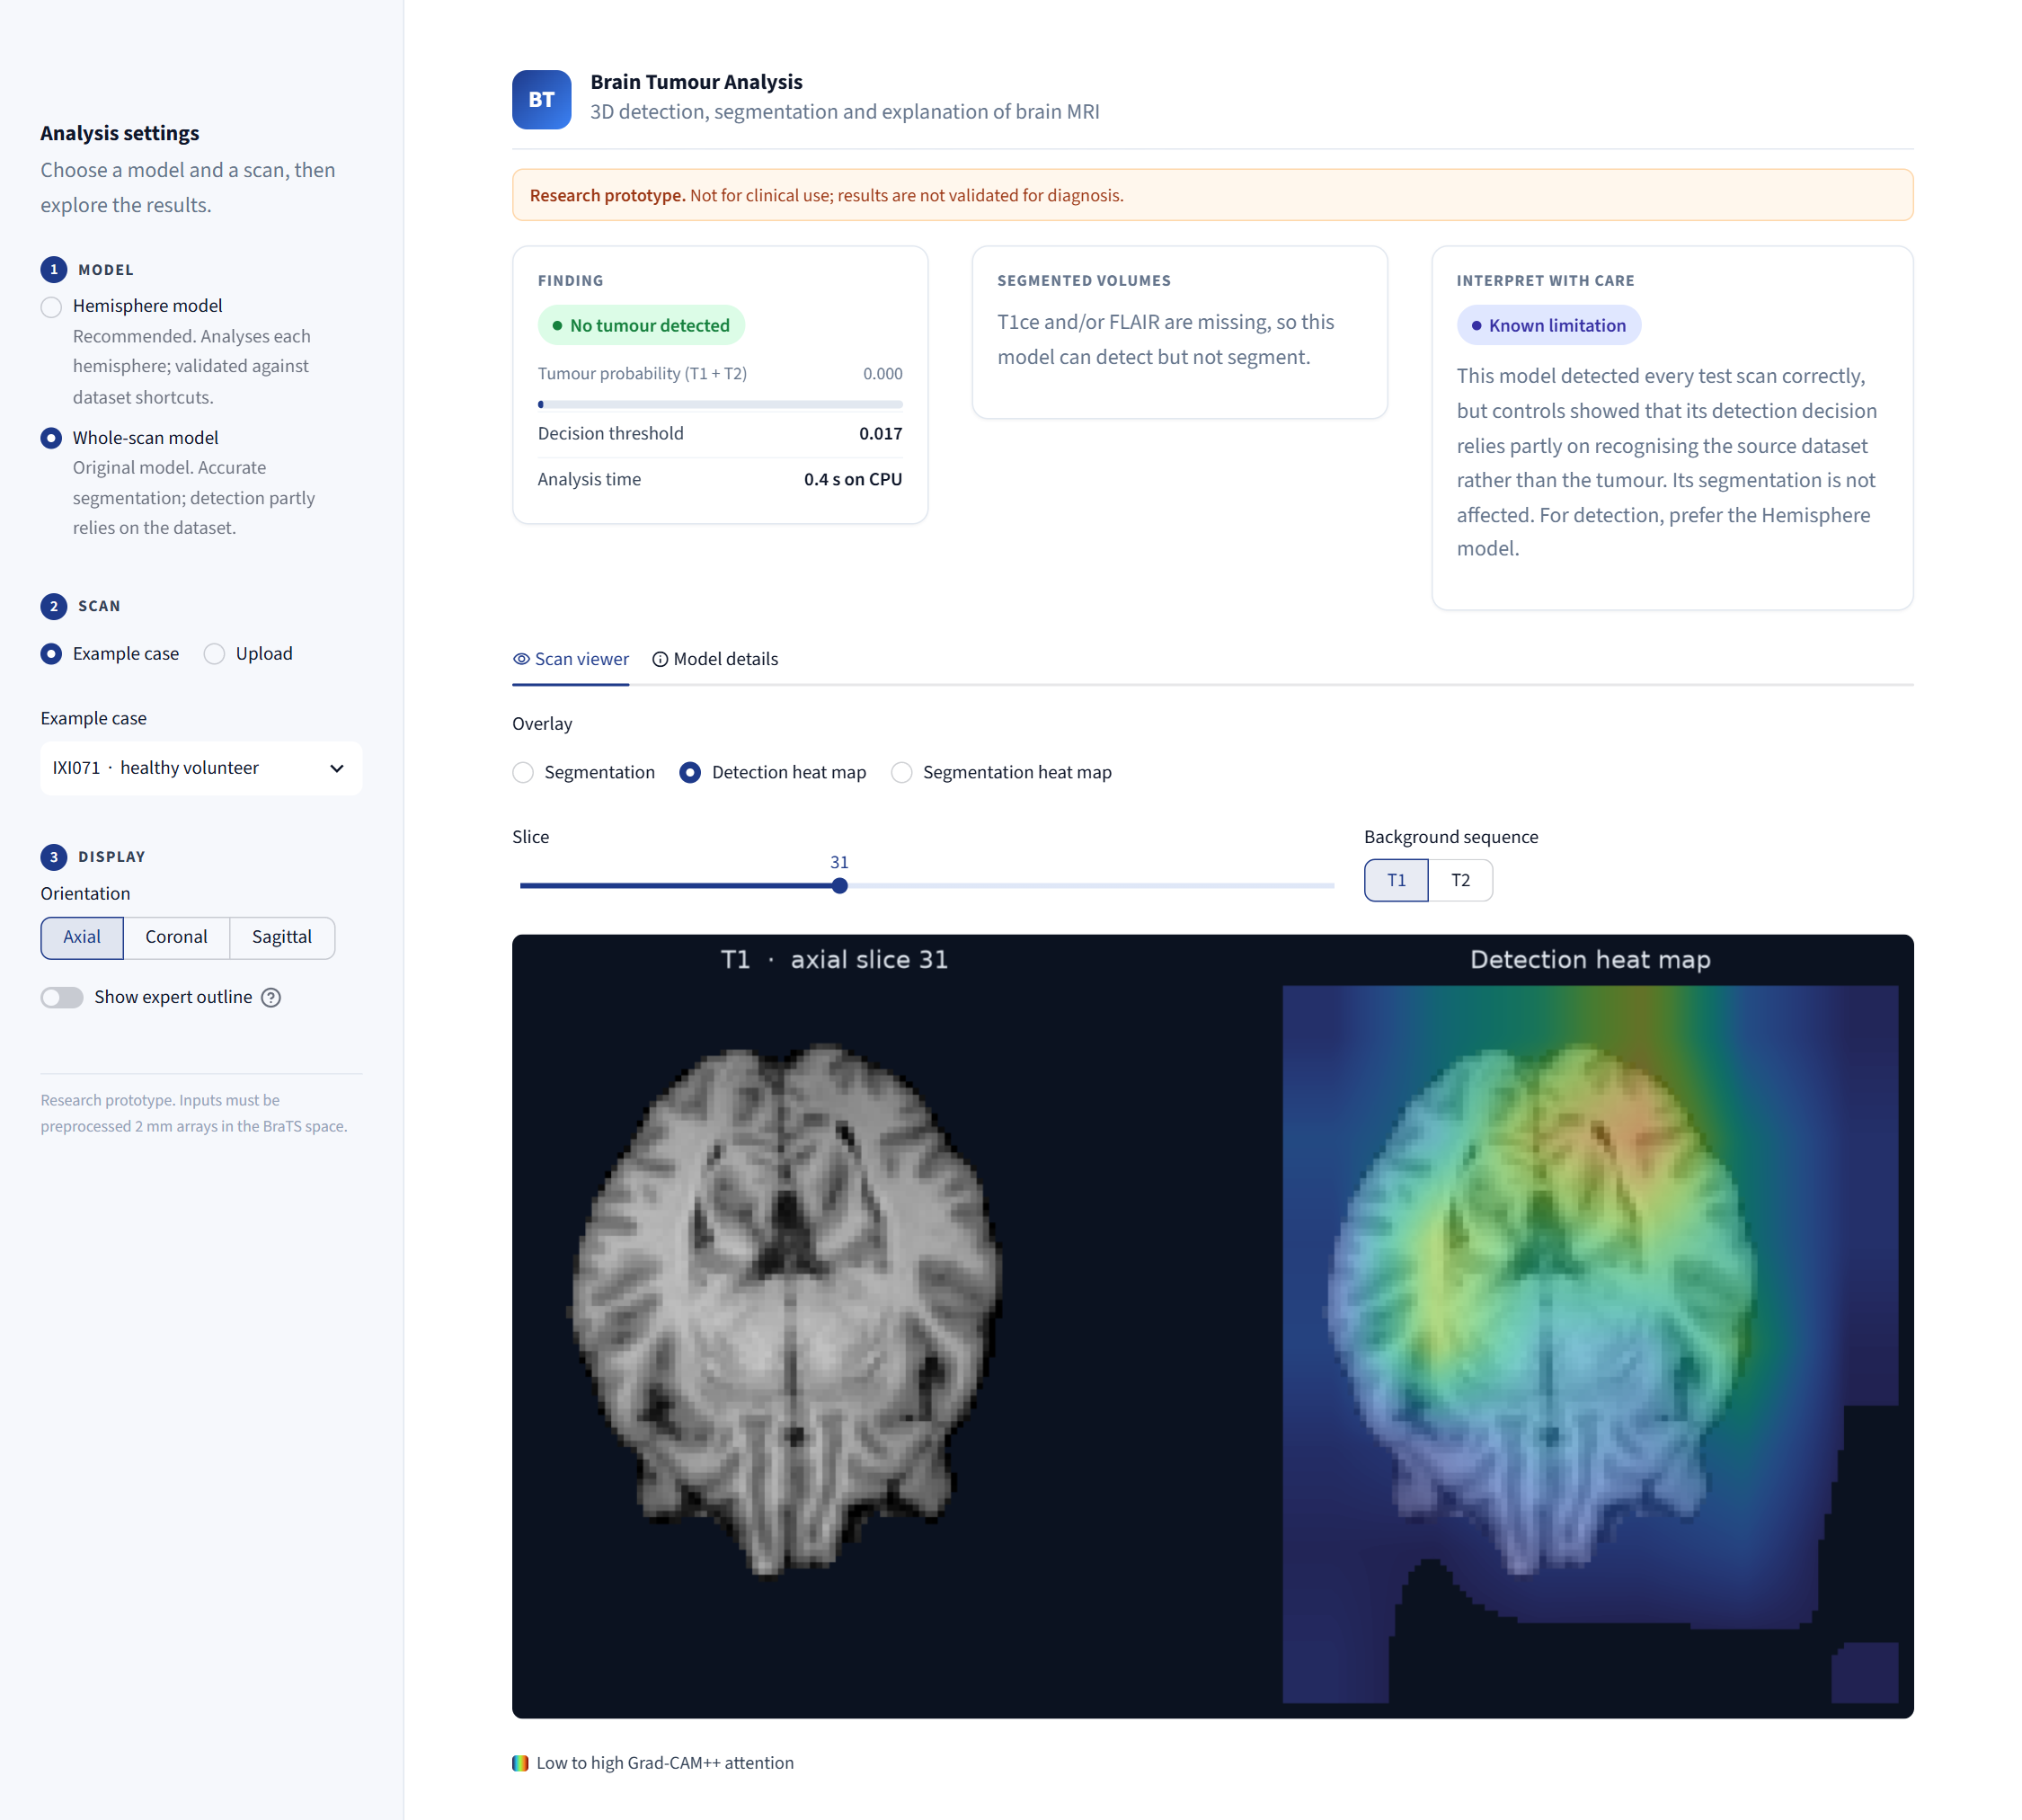 Analysis settings
Choose a model and a scan, then
explore the results.
1 MODEL
Hemisphere model
Recommended. Analyses each
hemisphere; validated against
dataset shortcuts.
Whole-scan model
Original model. Accurate
segmentation; detection partly
relies on the dataset.
2 SCAN
Example case Upload
Example case
IXI071 · healthy volunteer
3 DISPLAY
Orientation
Axial Coronal Sagittal
Show expert outline ?
Research prototype. Inputs must be
preprocessed 2 mm arrays in the BraTS space.
BT
Brain Tumour Analysis
3D detection, segmentation and explanation of brain MRI
Research prototype. Not for clinical use; results are not validated for diagnosis.
FINDING
No tumour detected
Tumour probability (T1 + T2) 0.000
Decision threshold 0.017
Analysis time 0.4 s on CPU
SEGMENTED VOLUMES
T1ce and/or FLAIR are missing, so this
model can detect but not segment.
INTERPRET WITH CARE
Known limitation
This model detected every test scan correctly,
but controls showed that its detection decision
relies partly on recognising the source dataset
rather than the tumour. Its segmentation is not
affected. For detection, prefer the Hemisphere
model.
Scan viewer Model details
Overlay
Segmentation Detection heat map Segmentation heat map
Slice
31
Background sequence
T1 T2
T1 · axial slice 31
Detection heat map
Low to high Grad-CAM++ attention